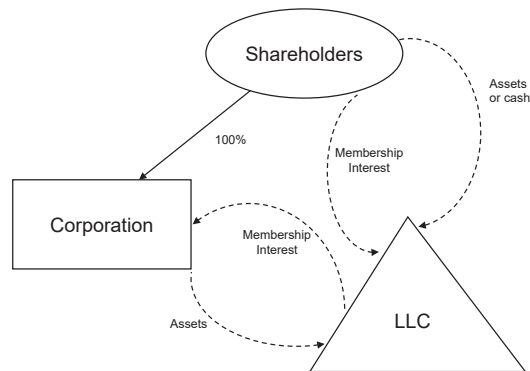 Shareholders
Assets
or cash
100%
Membership
Interest
Corporation
Membership
Interest
Assets
LLC